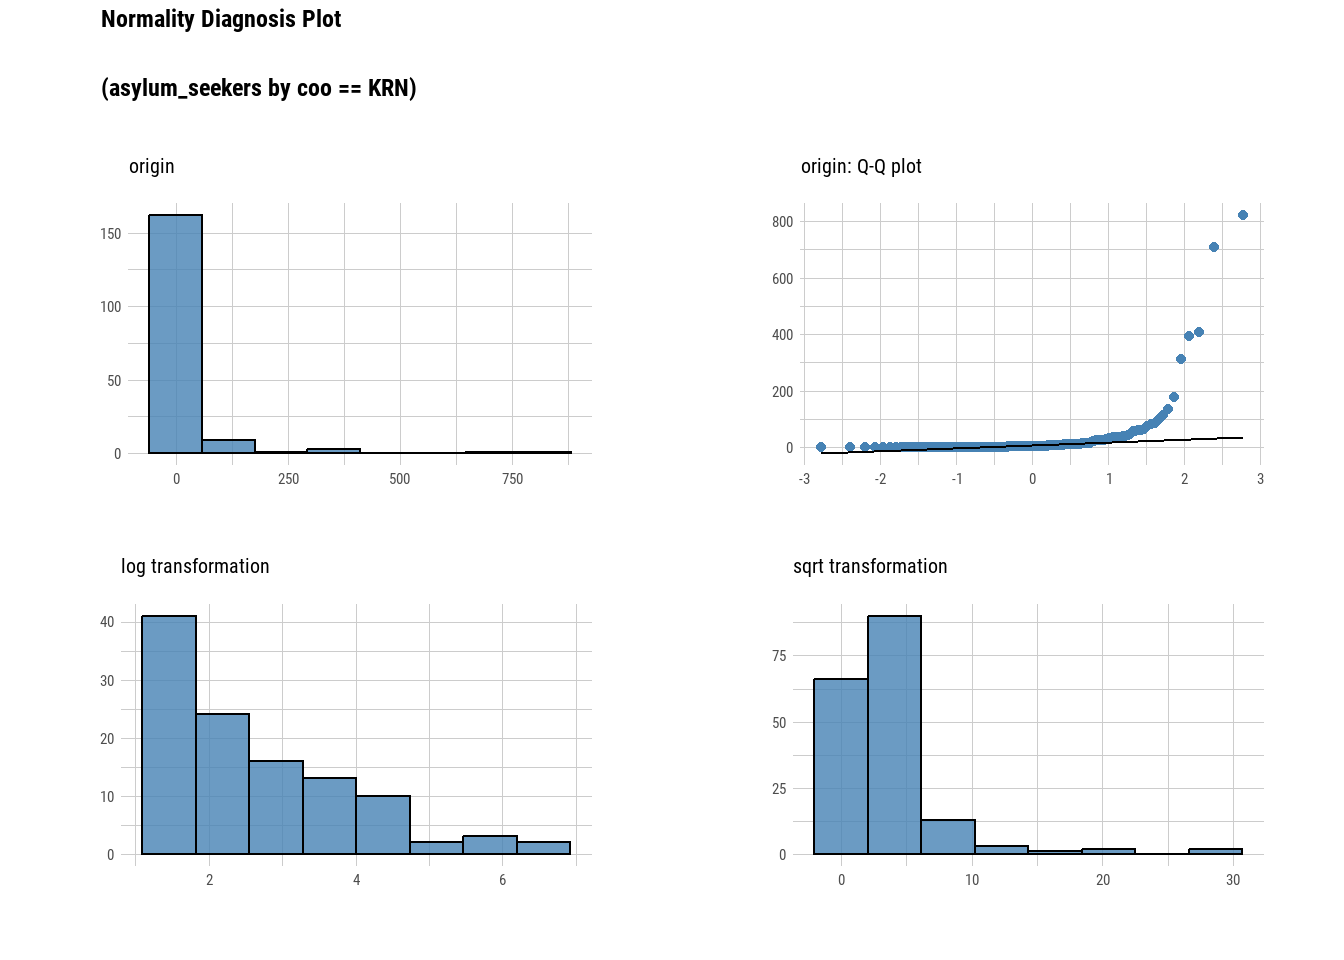 Normality Diagnosis Plot
(asylum_seekers by coo == KRN)
origin
150
100
50
0
0 250 500 750
origin: Q-Q plot
800
600
400
200
0
-3 -2 -1 0 1 2 3
log transformation
40
30
20
10
0
2 4 6
sqrt transformation
75
50
25
0
0 10 20 30